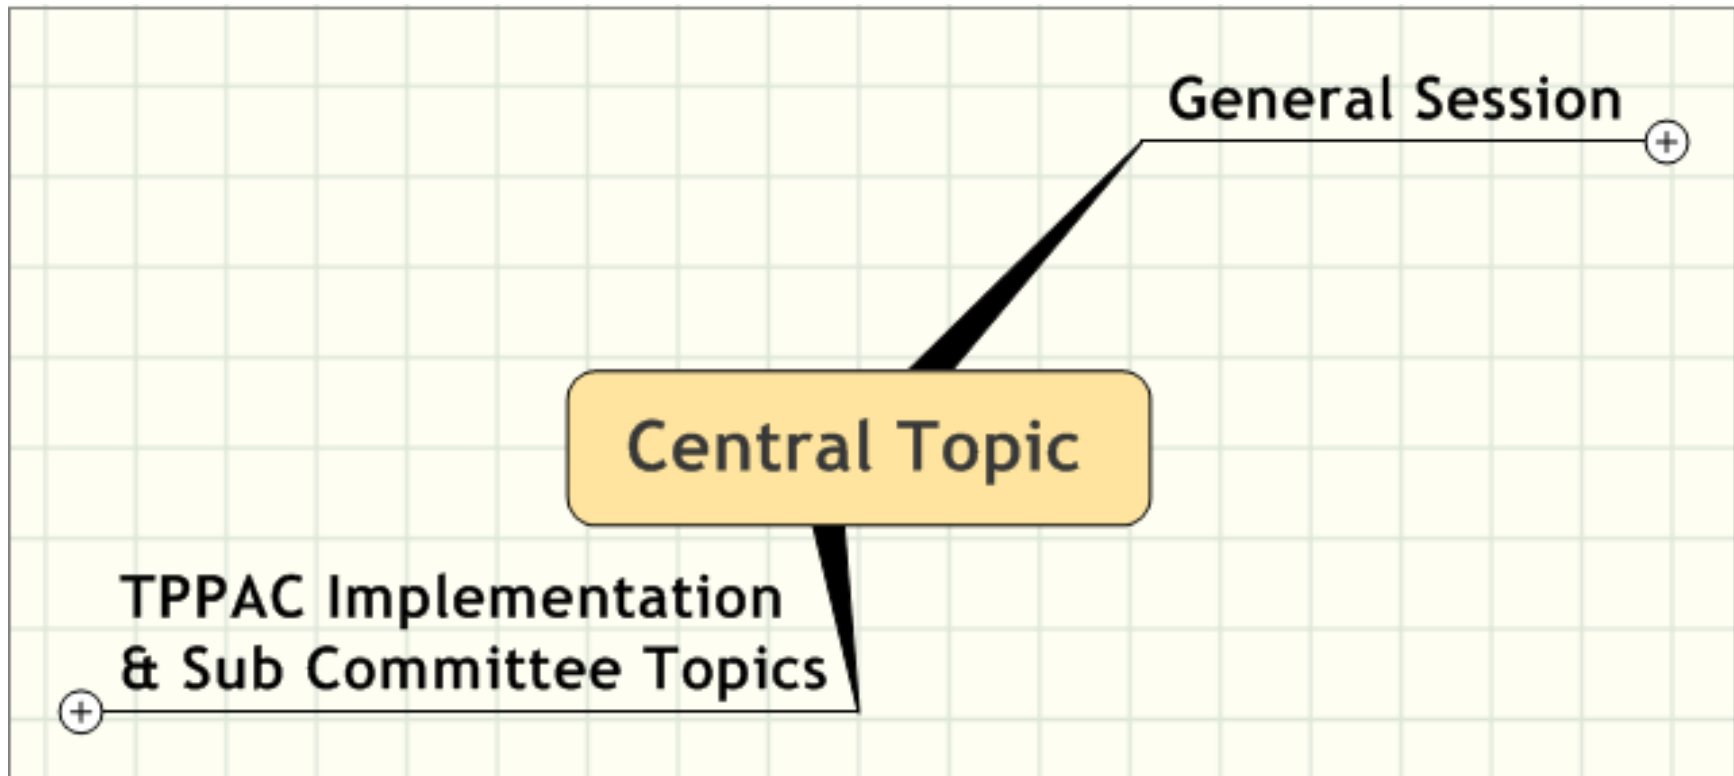 General Session
Central Topic
TPPAC Implementation
& Sub Committee Topics